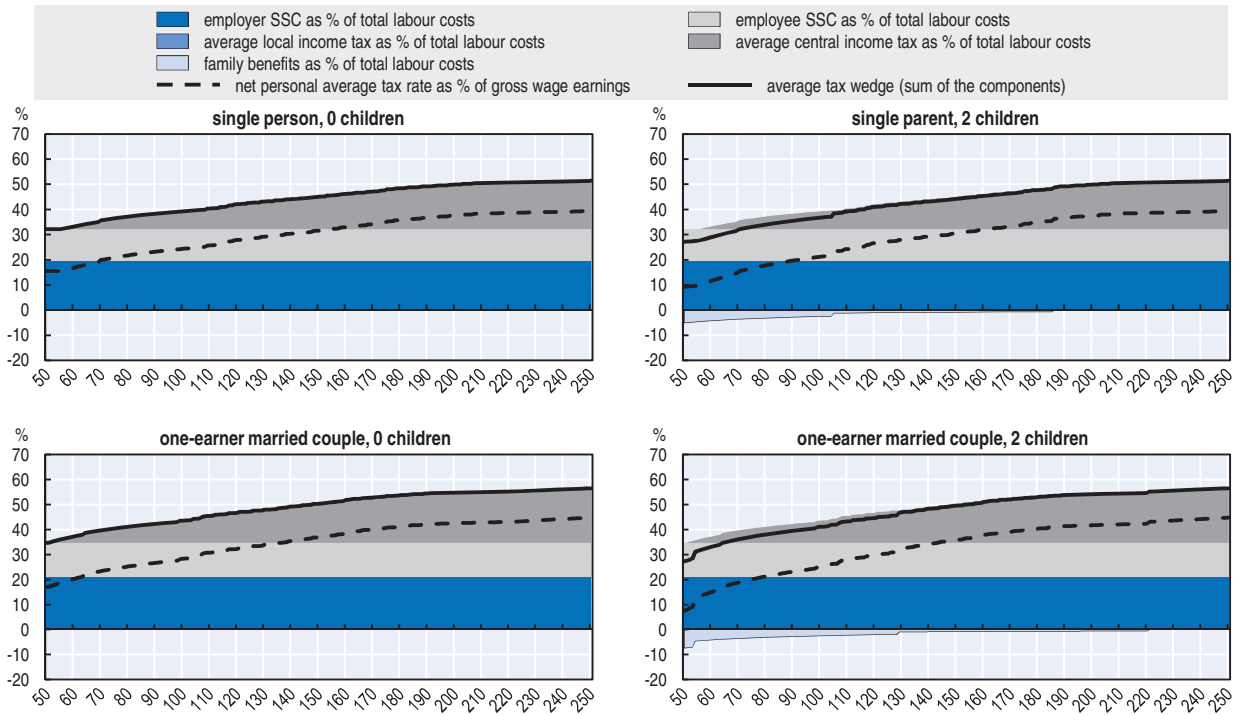 employer SSC as % of total labour costs
employee SSC as % of total labour costs
average local income tax as % of total labour costs
average central income tax as % of total labour costs
family benefits as % of total labour costs
net personal average tax rate as % of gross wage earnings
average tax wedge (sum of the components)
%
single person, 0 children
70
60
50
40
30
20
10
0
-10
-20
50 60 70 80 90 100 110 120 130 140 150 160 170 180 190 200 210 220 230 240 250
%
single parent, 2 children
70
60
50
40
30
20
10
0
-10
-20
50 60 70 80 90 100 110 120 130 140 150 160 170 180 190 200 210 220 230 240 250
%
one-earner married couple, 0 children
70
60
50
40
30
20
10
0
-10
-20
50 60 70 80 90 100 110 120 130 140 150 160 170 180 190 200 210 220 230 240 250
%
one-earner married couple, 2 children
70
60
50
40
30
20
10
0
-10
-20
50 60 70 80 90 100 110 120 130 140 150 160 170 180 190 200 210 220 230 240 250